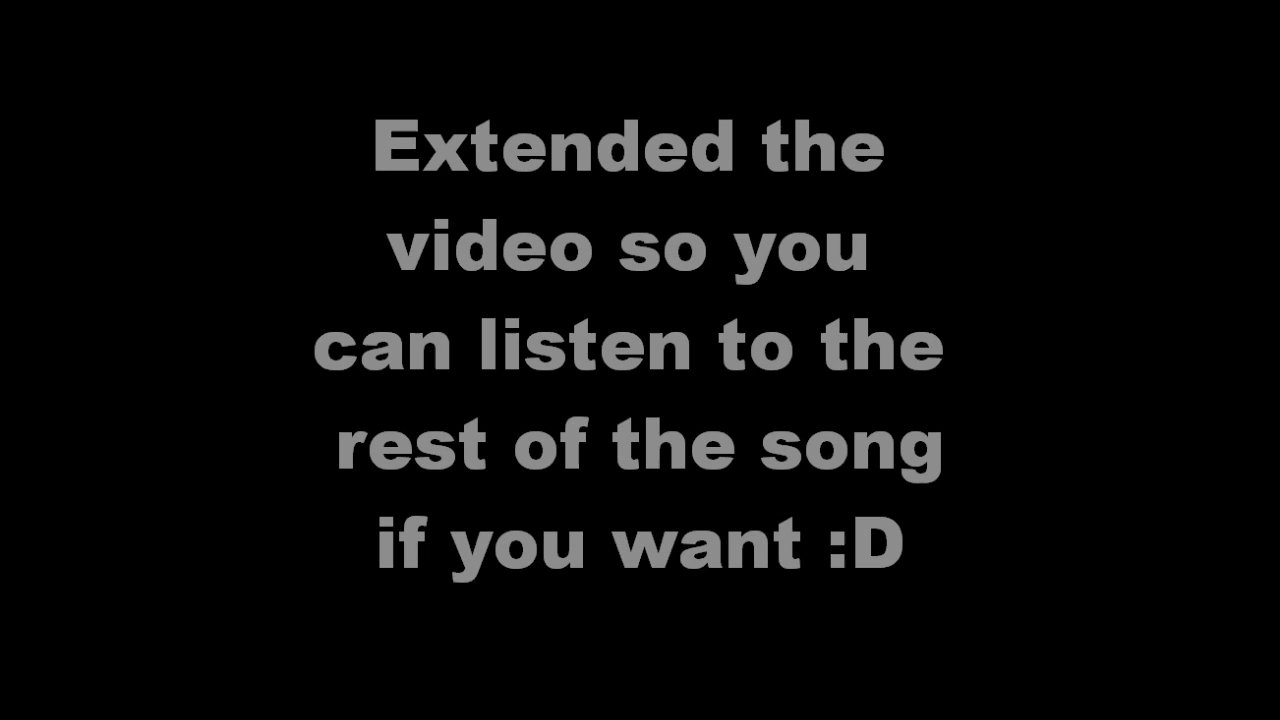 Extended the
video so you
can listen to the
rest of the song
if you want :D